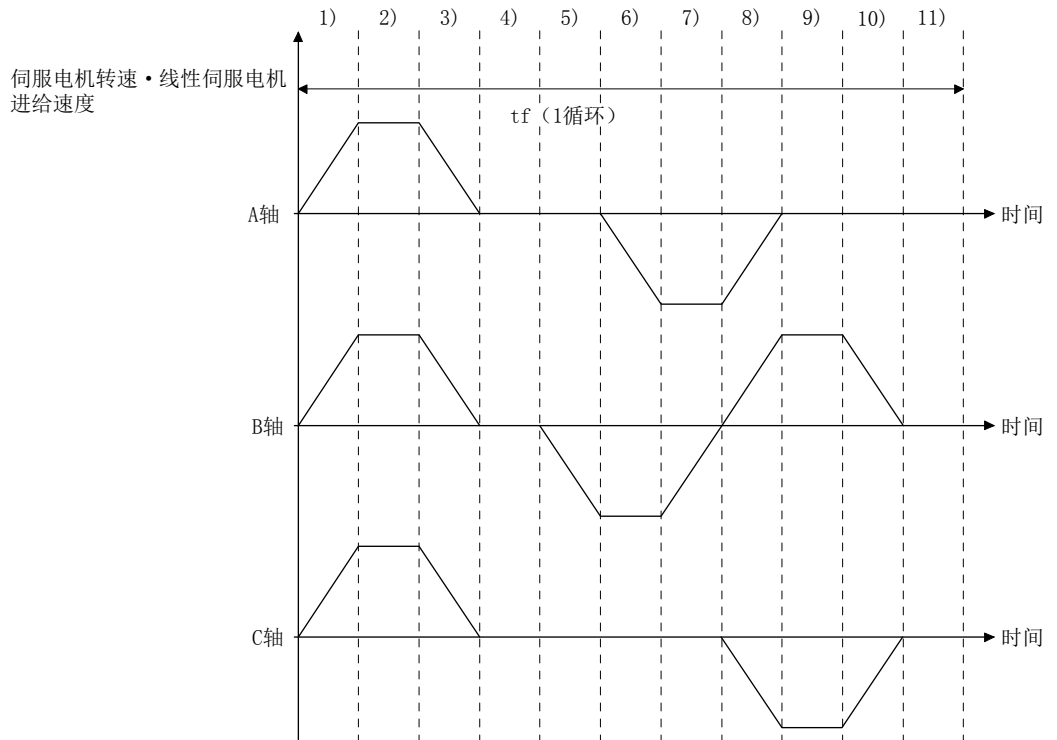 1) 2) 3) 4) 5) 6) 7) 8) 9) 10) 11)
伺服电机转速·线性伺服电机
进给速度
tf（1循环）
A轴
时间
B轴
时间
C轴
时间